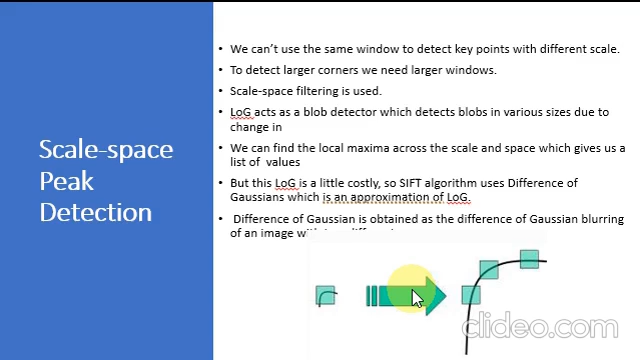 Scale-space
Peak
Detection
We can't use the same window to detect key points with different scale.
To detect larger corners we need larger windows.
Scale-space filtering is used.
LoG acts as a blob detector which detects blobs in various sizes due to
change in
We can find the local maxima across the scale and space which gives us a
list of values
But this LoG is a little costly, so SIFT algorithm uses Difference of
Gaussians which is an approximation of LoG.
Difference of Gaussian is obtained as the difference of Gaussian blurring
of an image
clideo.com